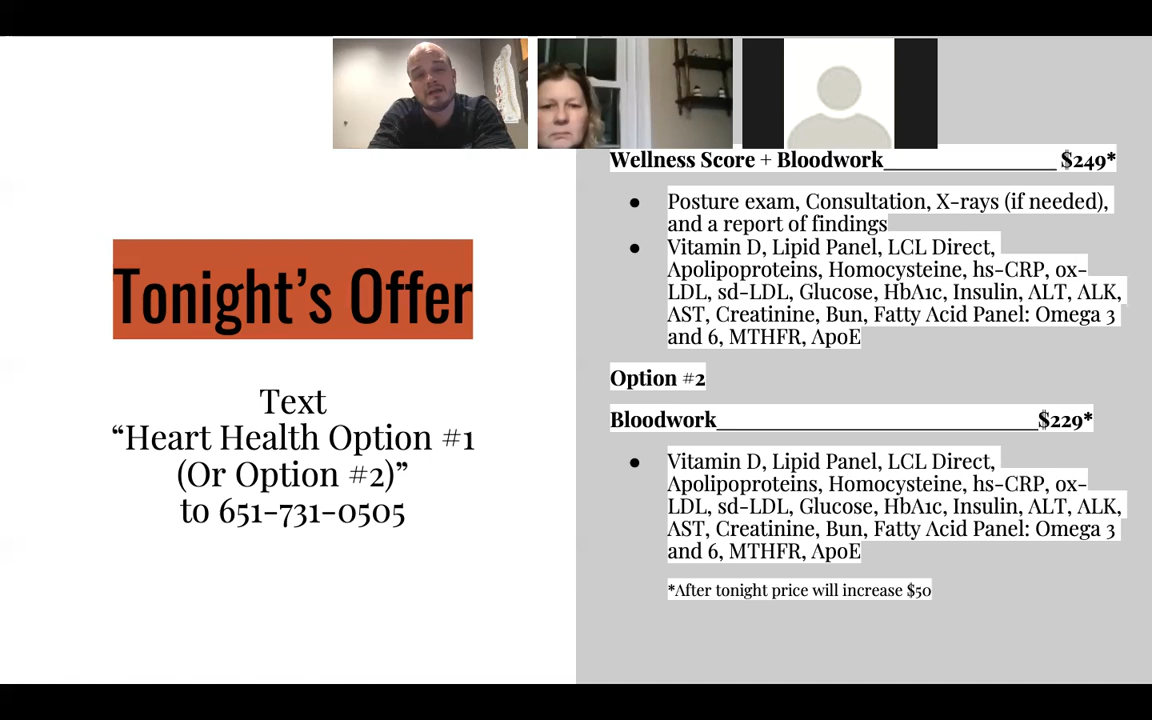 Tonight's Offer
Text
“Heart Health Option #1
(Or Option #2)”
to 651-731-0505
Wellness Score + Bloodwork_______________ $249*
● Posture exam, Consultation, X-rays (if needed),
and a report of findings
● Vitamin D, Lipid Panel, LCL Direct,
Apolipoproteins, Homocysteine, hs-CRP, ox-
LDL, sd-LDL, Glucose, HbA1c, Insulin, ALT, ALK,
AST, Creatinine, Bun, Fatty Acid Panel: Omega 3
and 6, MTHFR, ApoE
Option #2
Bloodwork____________________________$229*
● Vitamin D, Lipid Panel, LCL Direct,
Apolipoproteins, Homocysteine, hs-CRP, ox-
LDL, sd-LDL, Glucose, HbA1c, Insulin, ALT, ALK,
AST, Creatinine, Bun, Fatty Acid Panel: Omega 3
and 6, MTHFR, ApoE
*After tonight price will increase $50